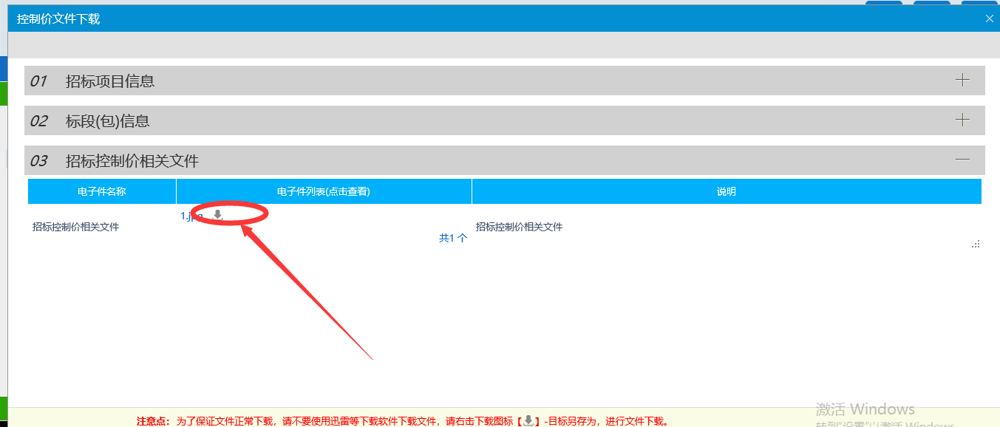 控制价文件下载
01 招标项目信息
02 标段(包)信息
03 招标控制价相关文件
电子件名称 电子件列表(点击查看) 说明
1.jpg
招标控制价相关文件 招标控制价相关文件
共1 个
激活 Windows
注意点：为了保证文件正常下载，请不要使用迅雷等下载软件下载文件，请右击下载图标【】-目标另存为，进行文件下载。
转到"设置"以激活 Windows